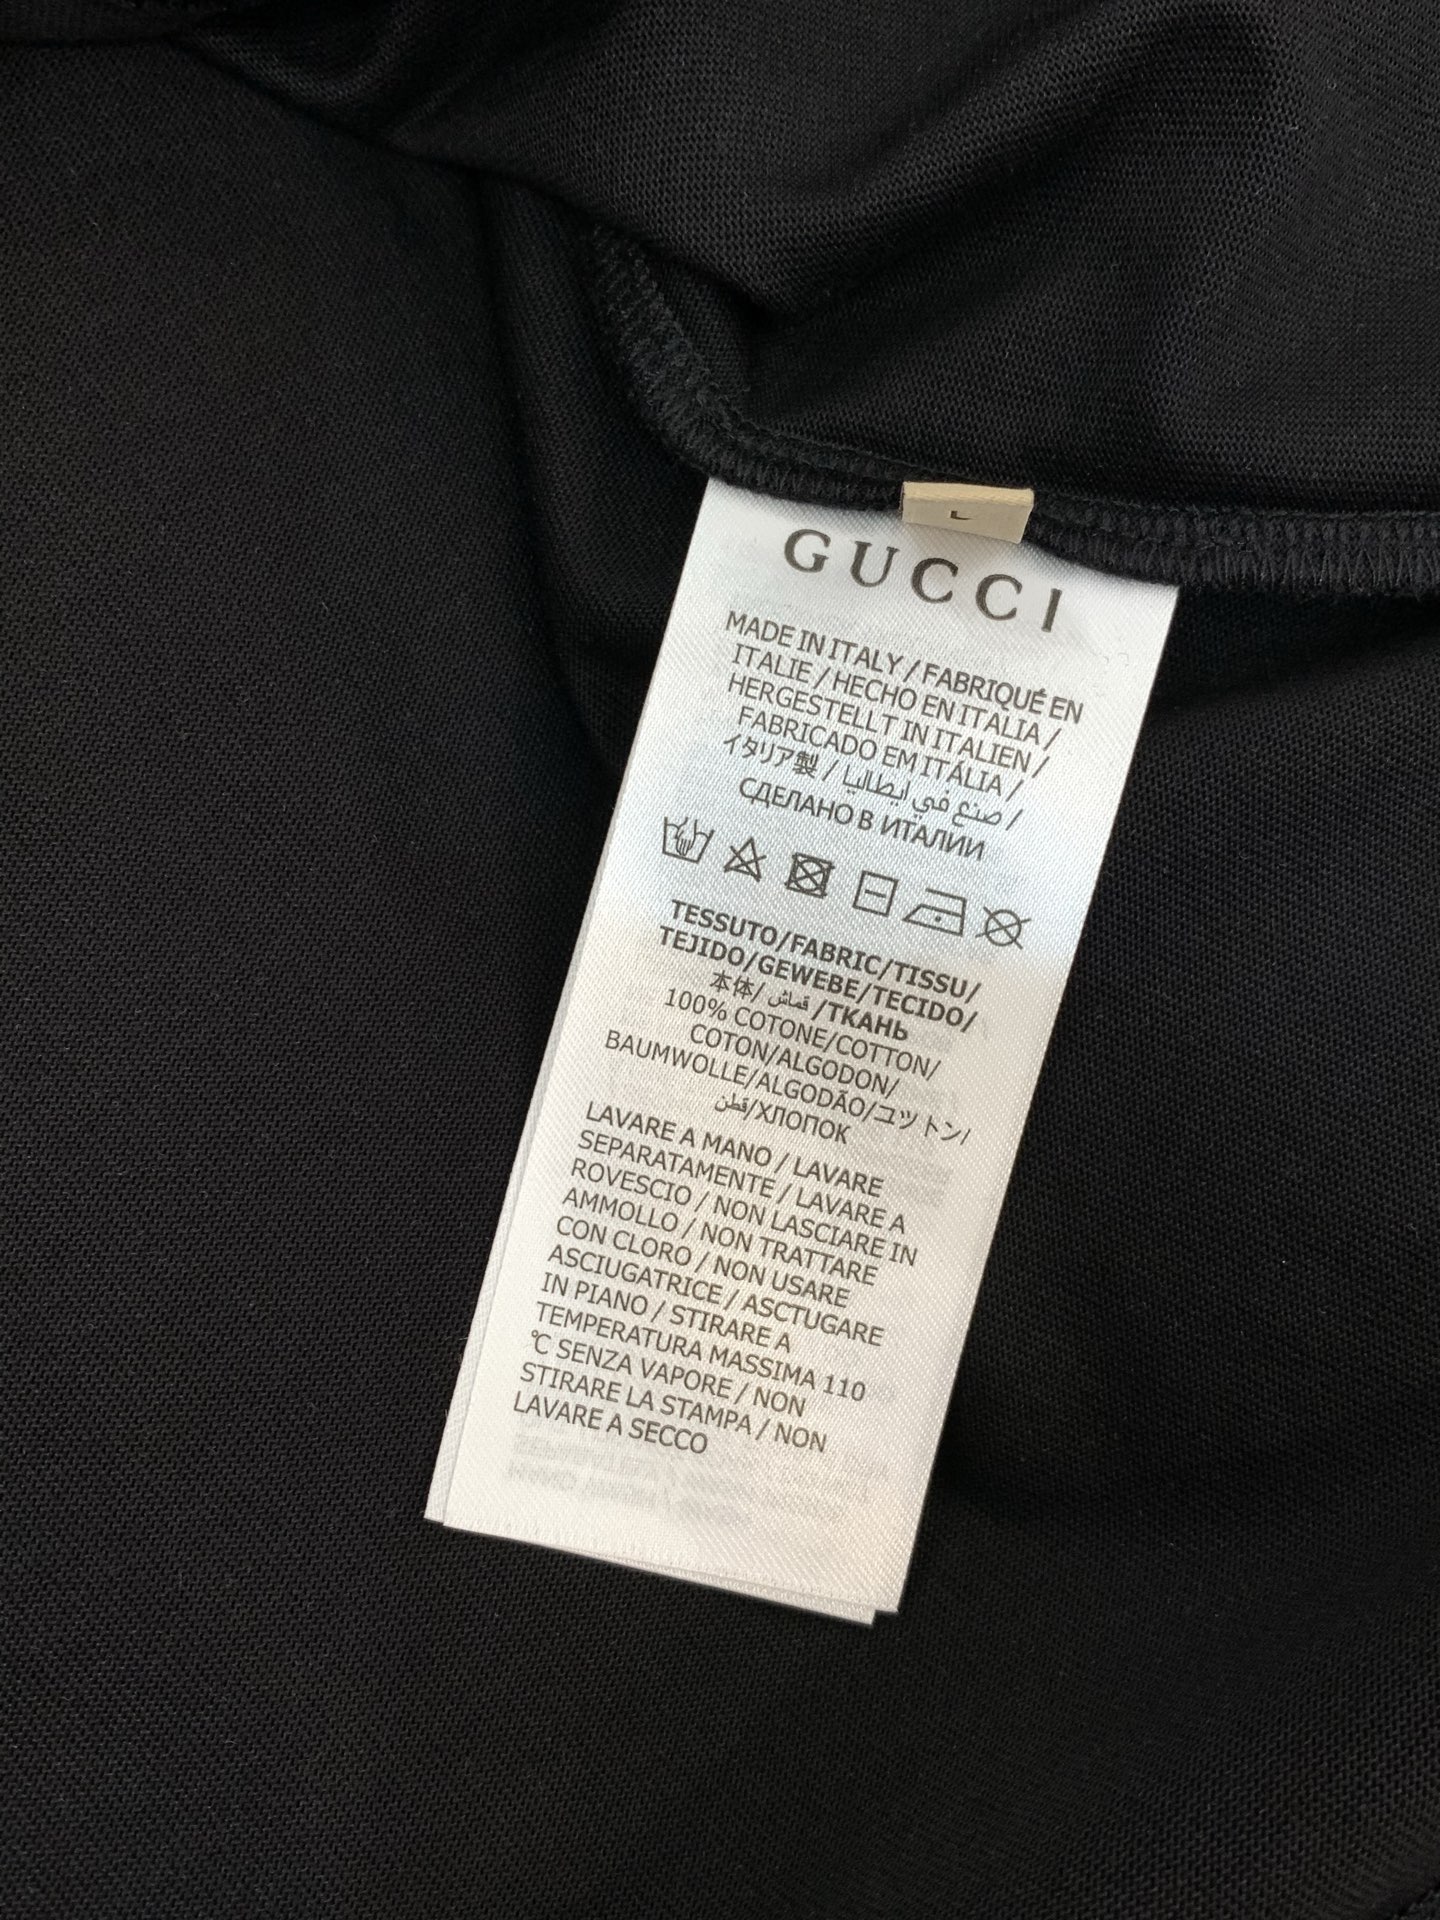 L
GUCCI
MADE IN ITALY / FABRIQUÉ EN
ITALIE / HECHO EN ITALIA /
HERGESTELLT IN ITALIEN /
FABRICADO EM ITÁLIA /
イタリア製 / صنع في ايطاليا /
СДЕЛАНО В ИТАЛИИ
TESSUTO/FABRIC/TISSU/
TEJIDO/GEWEBE/TECIDO/
本体/ قماش /ТКАНЬ
100% COTONE/COTTON/
COTON/ALGODON/
BAUMWOLLE/ALGODÃO/ユットン/
قطن/ХЛОПОК
LAVARE A MANO / LAVARE
SEPARATAMENTE / LAVARE A
ROVESCIO / NON LASCIARE IN
AMMOLLO / NON TRATTARE
CON CLORO / NON USARE
ASCIUGATRICE / ASCTUGARE
IN PIANO / STIRARE A
TEMPERATURA MASSIMA 110
℃ SENZA VAPORE / NON
STIRARE LA STAMPA / NON
LAVARE A SECCO